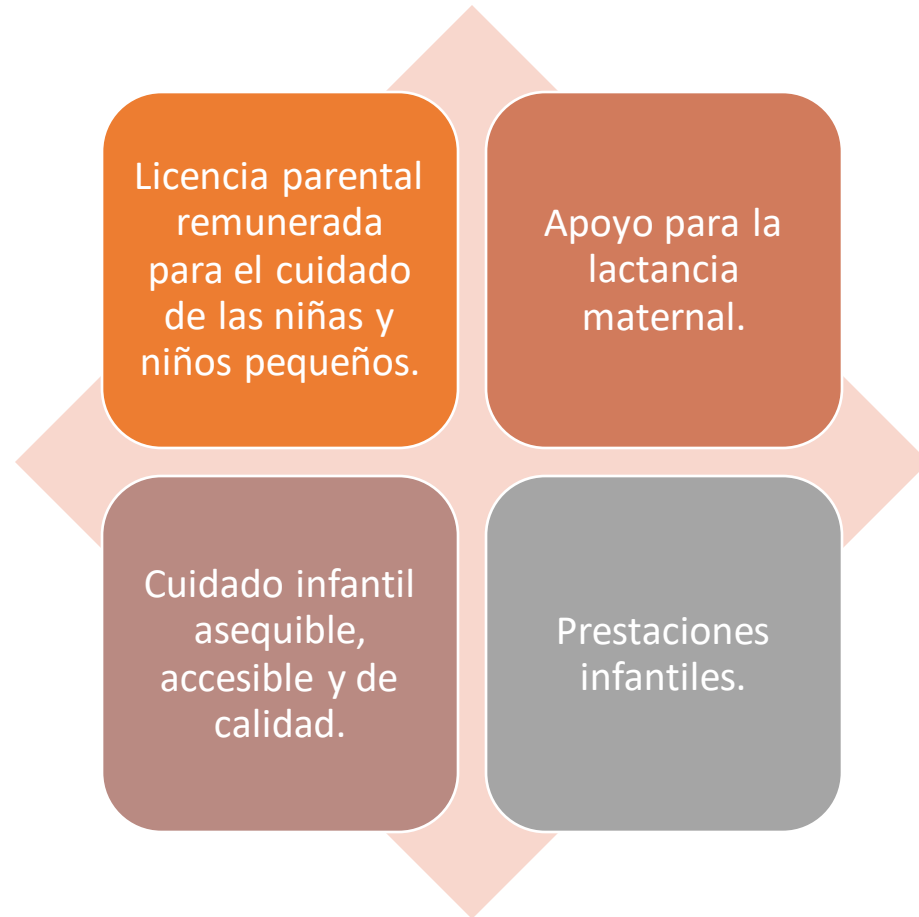 Licencia parental
remunerada
para el cuidado
de las niñas y
niños pequeños.
Apoyo para la
lactancia
maternal.
Cuidado infantil
asequible,
accesible y de
calidad.
Prestaciones
infantiles.